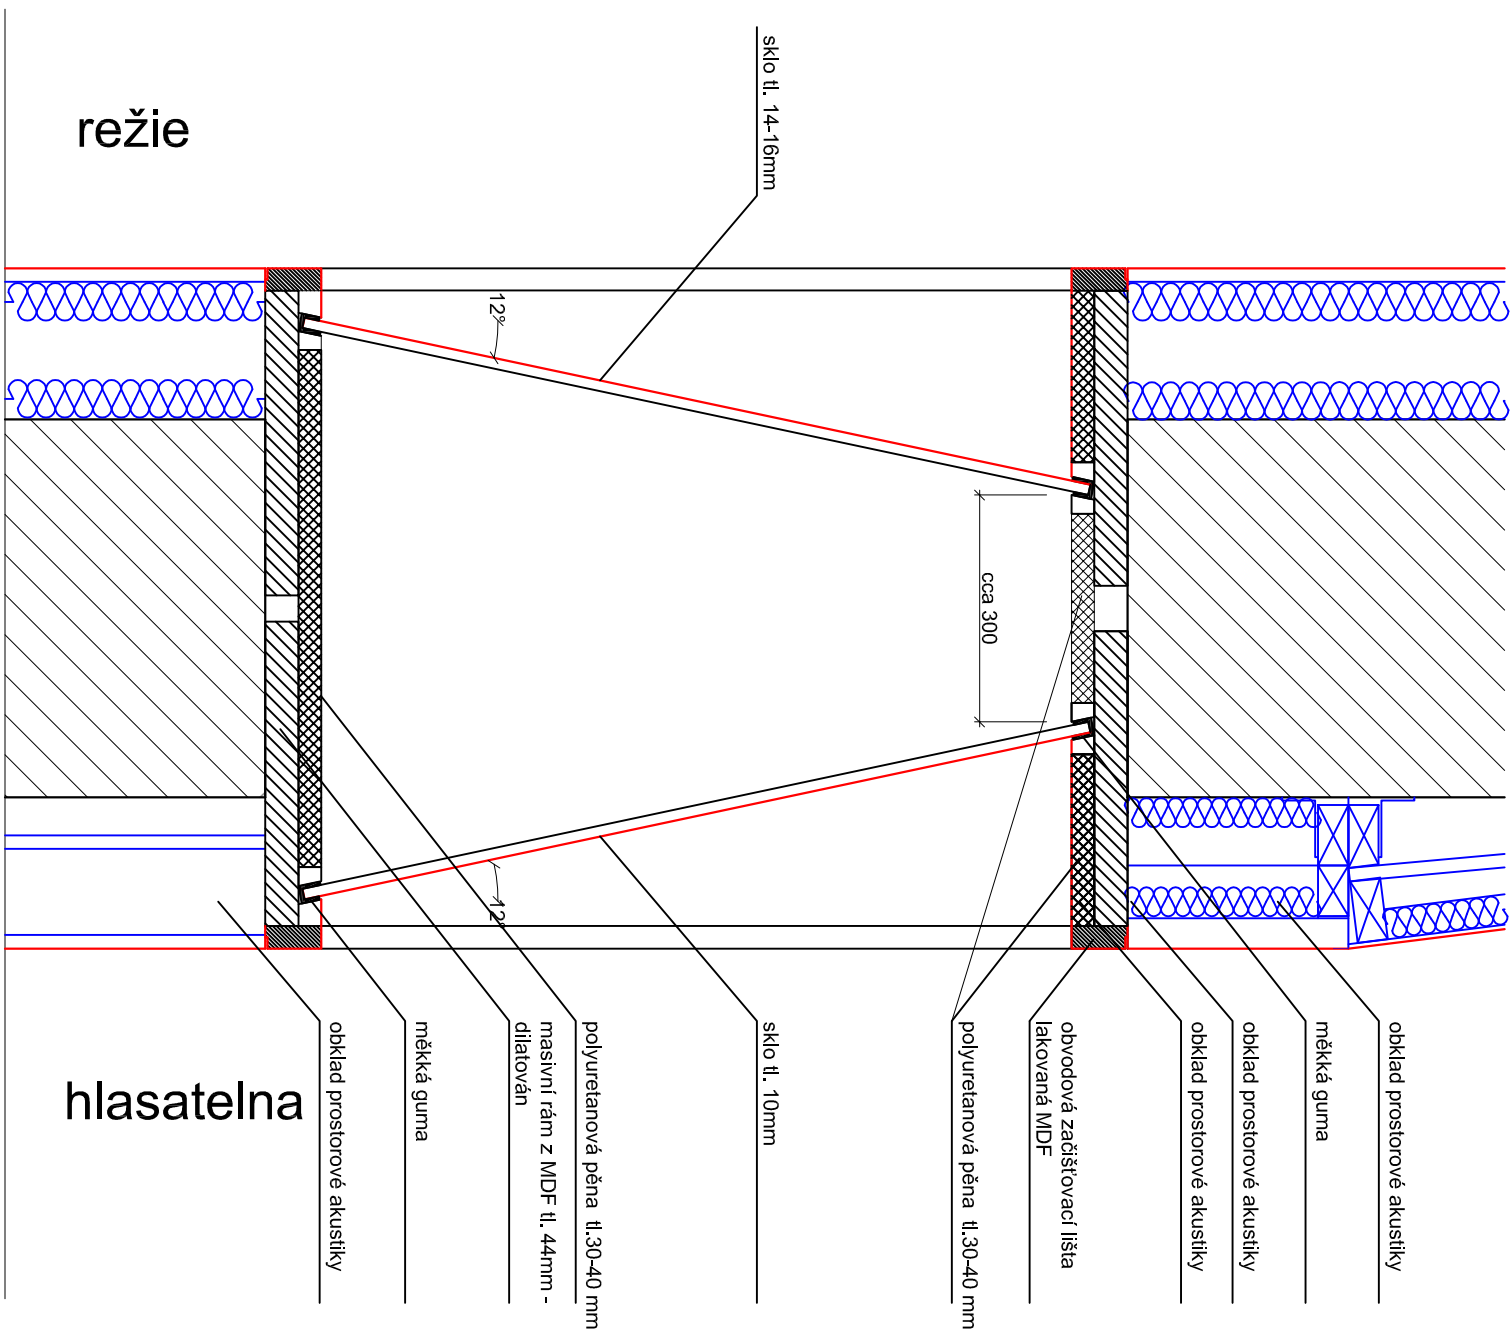 režie
sklo tl. 14-16mm
12°
cca 300
12°
hlasatelna
obklad prostorové akustiky
měkká guma
masivní rám z MDF tl. 44mm -
dilatován
polyuretanová pěna tl.30-40 mm
sklo tl. 10mm
polyuretanová pěna tl.30-40 mm
obvodová začišťovací lišta
lakovaná MDF
obklad prostorové akustiky
obklad prostorové akustiky
měkká guma
obklad prostorové akustiky